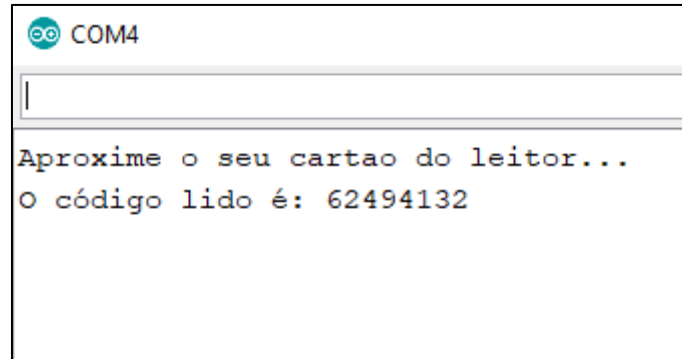 COM4
Aproxime o seu cartao do leitor...
O código lido é: 62494132